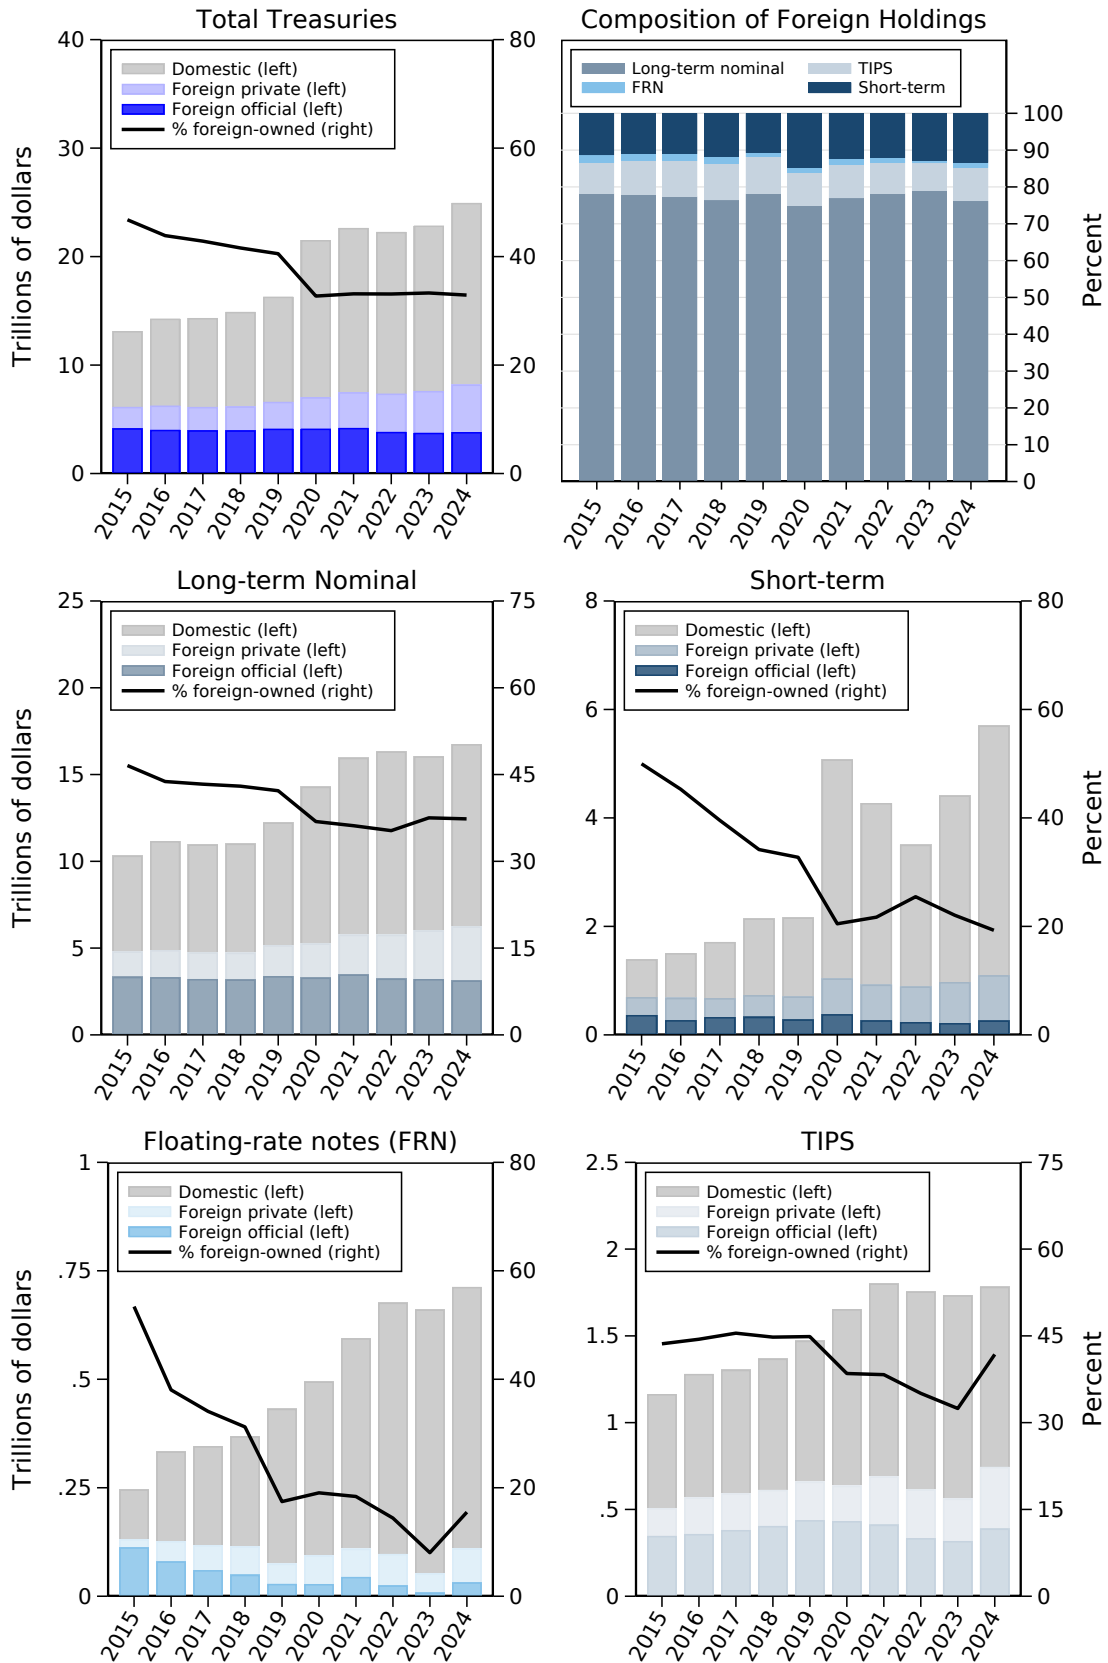 Total Treasuries
Trillions of dollars
40
30
20
10
0
80
60
40
20
0
Domestic (left)
Foreign private (left)
Foreign official (left)
% foreign-owned (right)
2015 2016 2017 2018 2019 2020 2021 2022 2023 2024
Composition of Foreign Holdings
Long-term nominal TIPS
FRN Short-term
100
90
80
70
60
50
40
30
20
10
0
Percent
2015 2016 2017 2018 2019 2020 2021 2022 2023 2024
Long-term Nominal
Trillions of dollars
25
20
15
10
5
0
75
60
45
30
15
0
Domestic (left)
Foreign private (left)
Foreign official (left)
% foreign-owned (right)
2015 2016 2017 2018 2019 2020 2021 2022 2023 2024
Short-term
8
6
4
2
0
80
60
40
20
0
Percent
Domestic (left)
Foreign private (left)
Foreign official (left)
% foreign-owned (right)
2015 2016 2017 2018 2019 2020 2021 2022 2023 2024
Floating-rate notes (FRN)
Trillions of dollars
1
.75
.5
.25
0
80
60
40
20
0
Domestic (left)
Foreign private (left)
Foreign official (left)
% foreign-owned (right)
2015 2016 2017 2018 2019 2020 2021 2022 2023 2024
TIPS
2.5
2
1.5
1
.5
0
75
60
45
30
15
0
Percent
Domestic (left)
Foreign private (left)
Foreign official (left)
% foreign-owned (right)
2015 2016 2017 2018 2019 2020 2021 2022 2023 2024